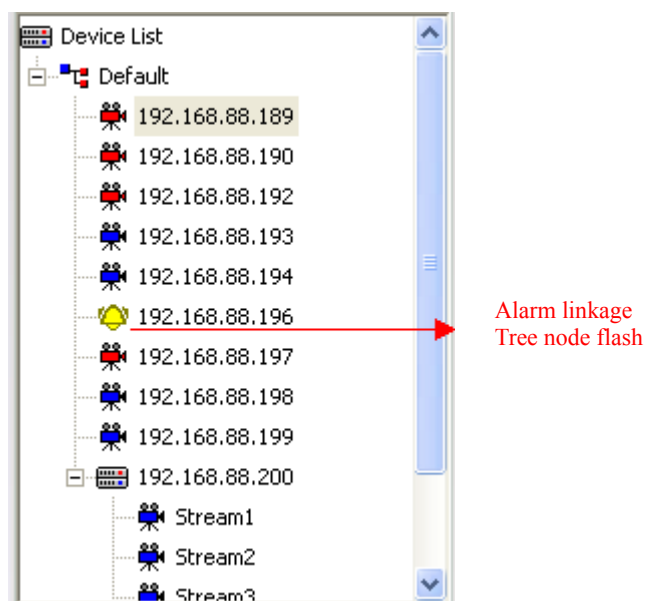 Device List
Default
192.168.88.189
192.168.88.190
192.168.88.192
192.168.88.193
192.168.88.194
192.168.88.196
192.168.88.197
192.168.88.198
192.168.88.199
192.168.88.200
Stream1
Stream2
Stream3
Alarm linkage
Tree node flash